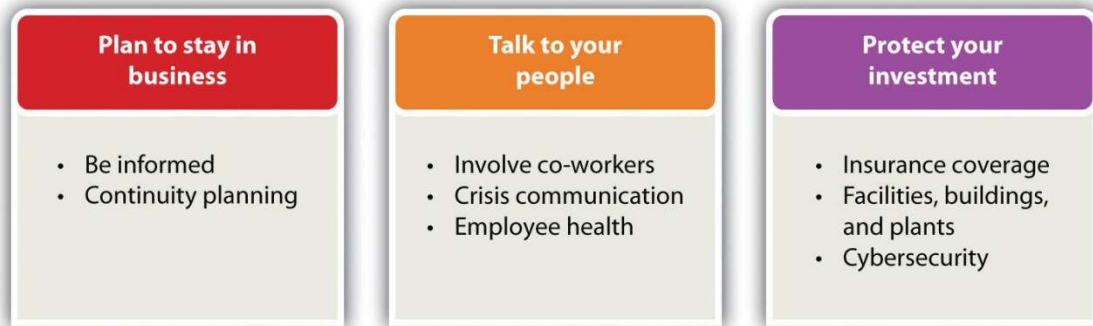 Plan to stay in
business
• Be informed
• Continuity planning
Talk to your
people
• Involve co-workers
• Crisis communication
• Employee health
Protect your
investment
• Insurance coverage
• Facilities, buildings,
and plants
• Cybersecurity